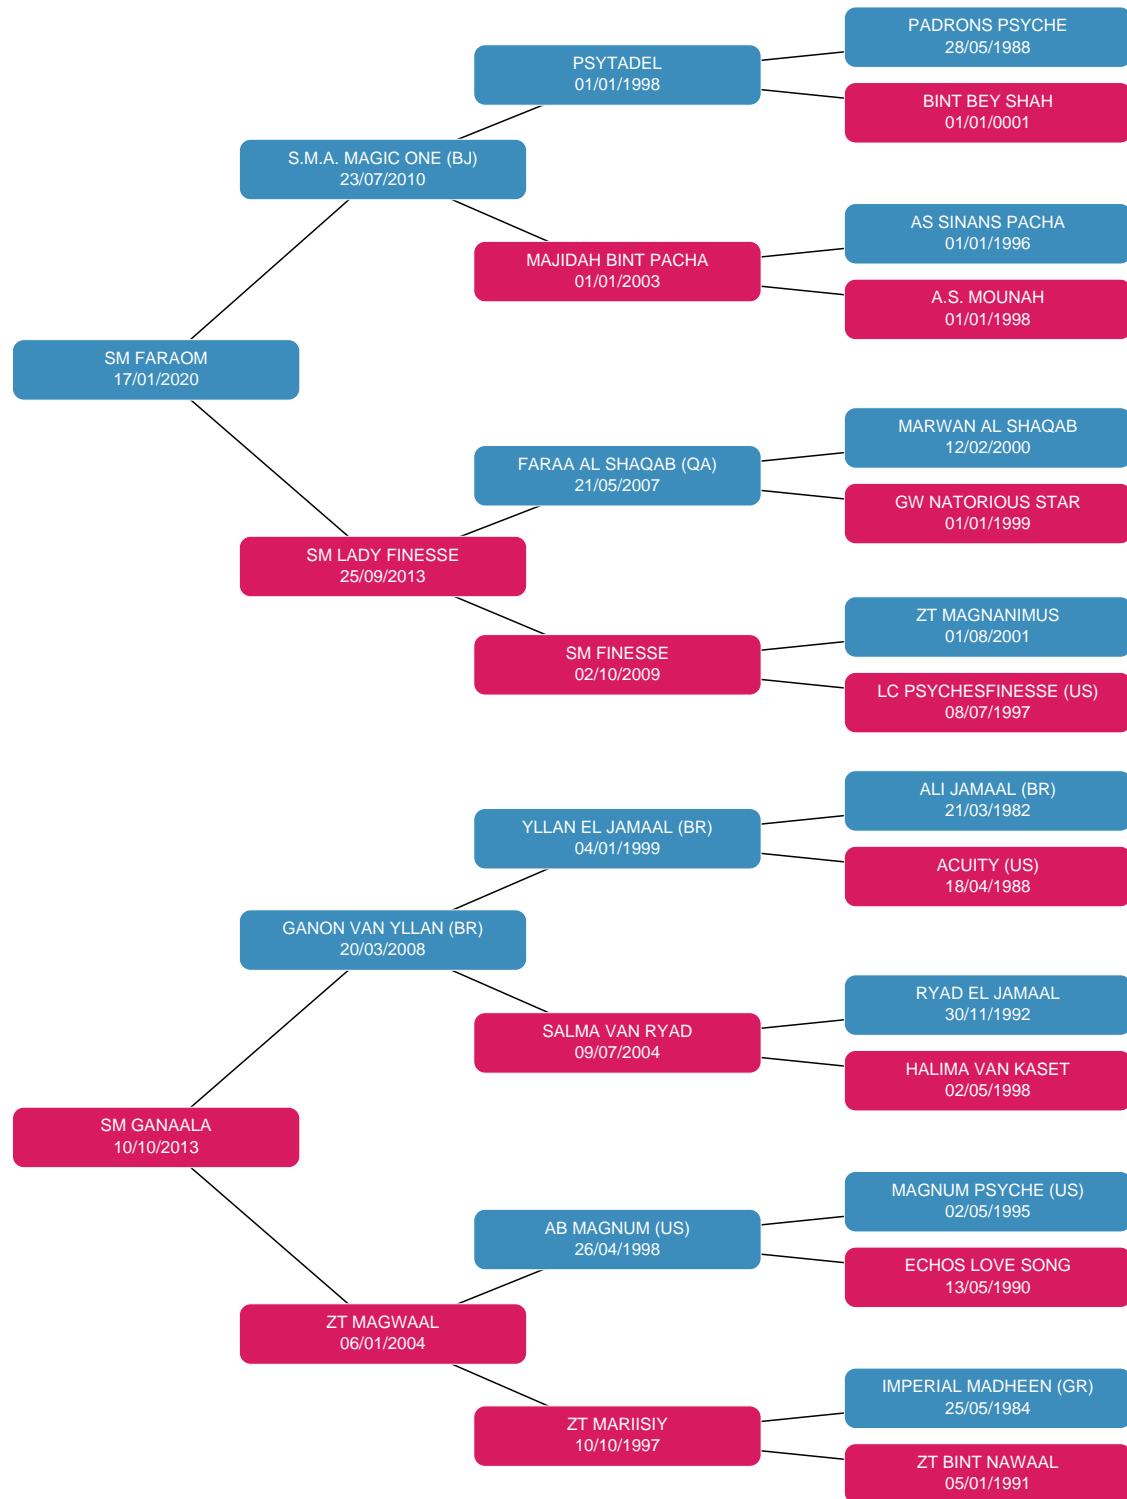 PADRONS PSYCHE
28/05/1988
PSYTADEL
01/01/1998
BINT BEY SHAH
01/01/0001
S.M.A. MAGIC ONE (BJ)
23/07/2010
AS SINANS PACHA
01/01/1996
MAJIDAH BINT PACHA
01/01/2003
A.S. MOUNAH
01/01/1998
SM FARAOM
17/01/2020
MARWAN AL SHAQAB
12/02/2000
FARAA AL SHAQAB (QA)
21/05/2007
GW NATORIOUS STAR
01/01/1999
SM LADY FINESSE
25/09/2013
ZT MAGNANIMUS
01/08/2001
SM FINESSE
02/10/2009
LC PSYCHESFINESSE (US)
08/07/1997
ALI JAMAAL (BR)
21/03/1982
YLLAN EL JAMAAL (BR)
04/01/1999
ACUITY (US)
18/04/1988
GANON VAN YLLAN (BR)
20/03/2008
RYAD EL JAMAAL
30/11/1992
SALMA VAN RYAD
09/07/2004
HALIMA VAN KASET
02/05/1998
SM GANAALA
10/10/2013
MAGNUM PSYCHE (US)
02/05/1995
AB MAGNUM (US)
26/04/1998
ECHOS LOVE SONG
13/05/1990
ZT MAGWAAL
06/01/2004
IMPERIAL MADHEEN (GR)
25/05/1984
ZT MARIISIY
10/10/1997
ZT BINT NAWAAL
05/01/1991